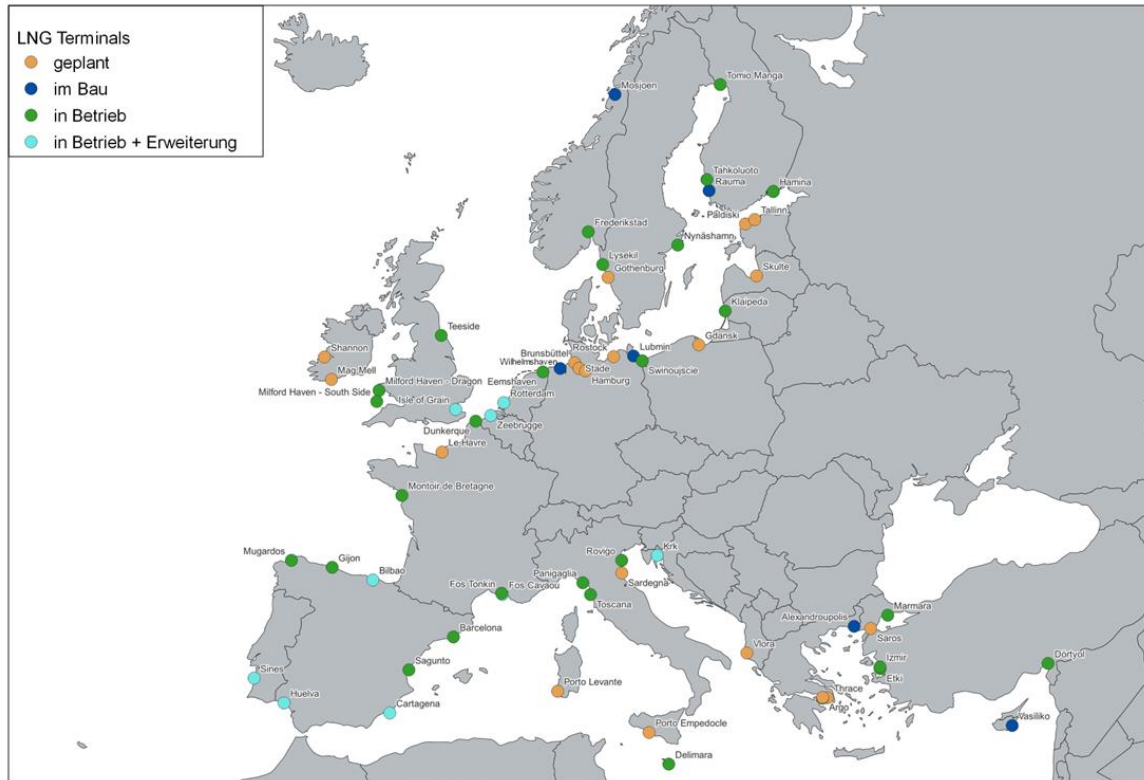 LNG Terminals
geplant
im Bau
in Betrieb
in Betrieb + Erweiterung
Mosjoen
Tornio Manga
Tahkoluoto
Rauma
Hamina
Paldiski
Tallinn
Frederikstad
Nynäshamn
Lysekil
Gothenburg
Skulte
Klaipeda
Teeside
Gdansk
Shannon
Rostock
Lubmin
Brunsbüttel
Wilhelmshaven
Stade
Swinoujscie
Mag Mell
Eemshaven
Hamburg
Milford Haven - Dragon
Milford Haven - South Side
Isle of Grain
Rotterdam
Zeebrugge
Dunkerque
Le Havre
Montoir de Bretagne
Mugardos
Gijon
Bilbao
Rovigo
Krk
Panigaglia
Sardegna
Fos Tonkin
Fos Cavaou
Toscana
Marmara
Alexandroupolis
Saros
Barcelona
Vlora
Izmir
Dörtyol
Sagunto
Etki
Sines
Porto Levante
Thrace
Huelva
Cartagena
Argo
Porto Empedocle
Vasiliko
Delimara